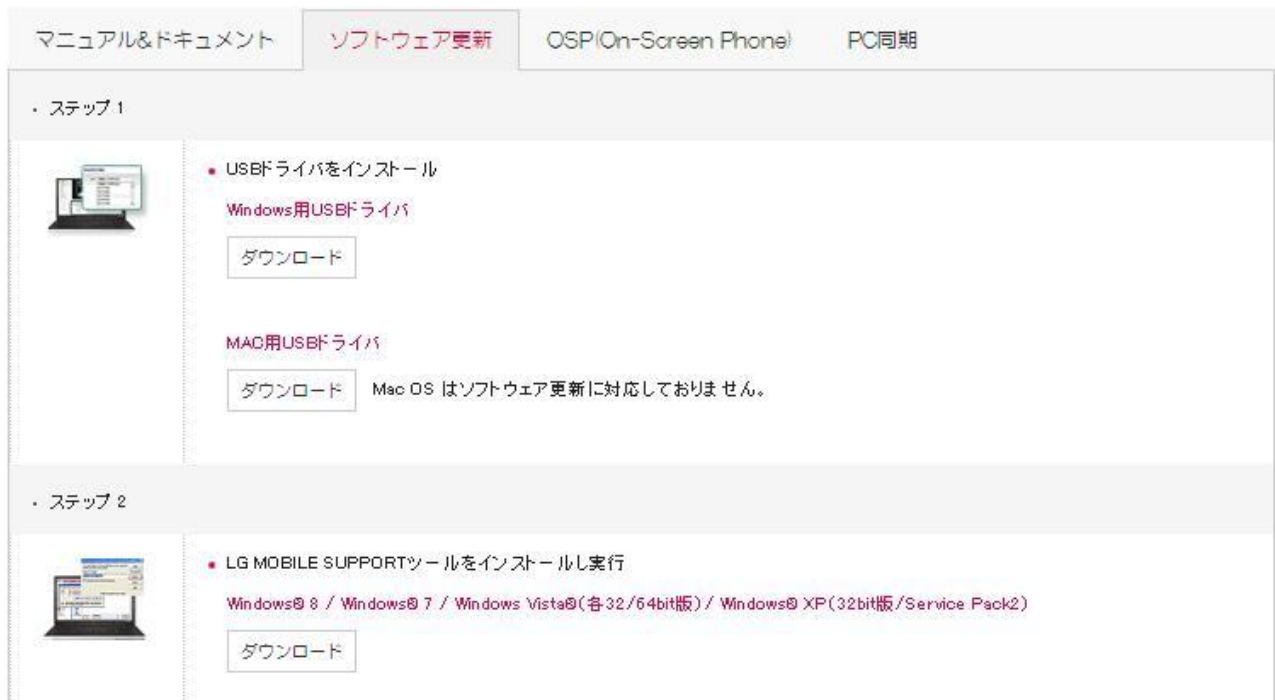 マニュアル&ドキュメント
ソフトウェア更新
OSP(On-Screen Phone)
PC同期
・ ステップ 1
• USBドライバをインストール
Windows用USBドライバ
ダウンロード
MAC用USBドライバ
ダウンロード Mac OS はソフトウェア更新に対応しておりません。
・ ステップ 2
• LG MOBILE SUPPORTツールをインストールし実行
Windows® 8 / Windows® 7 / Windows Vista®(各32/64bit版) / Windows® XP(32bit版/Service Pack2)
ダウンロード